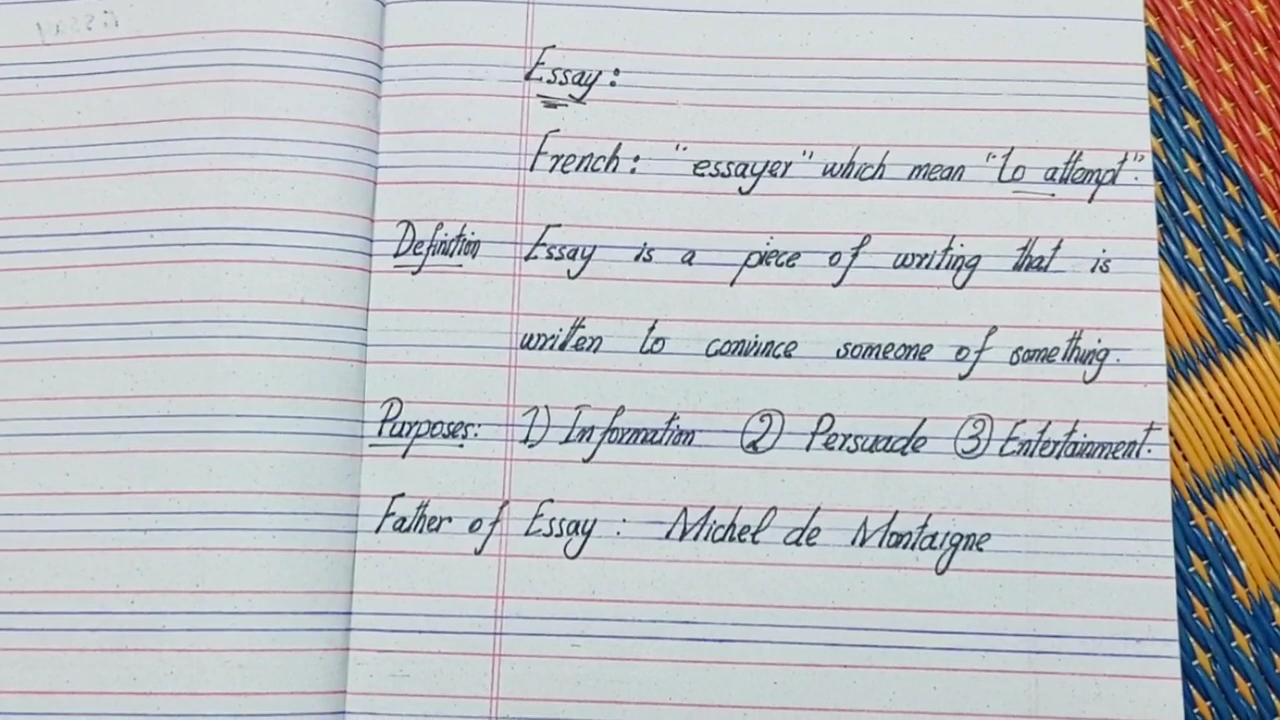 Essay:
French: "essayer" which mean "to attempt".
Definition Essay is a piece of writing that is
written to convince someone of something.
Purposes: 1) Information ② Persuade ③ Entertainment.
Father of Essay : Michel de Montaigne